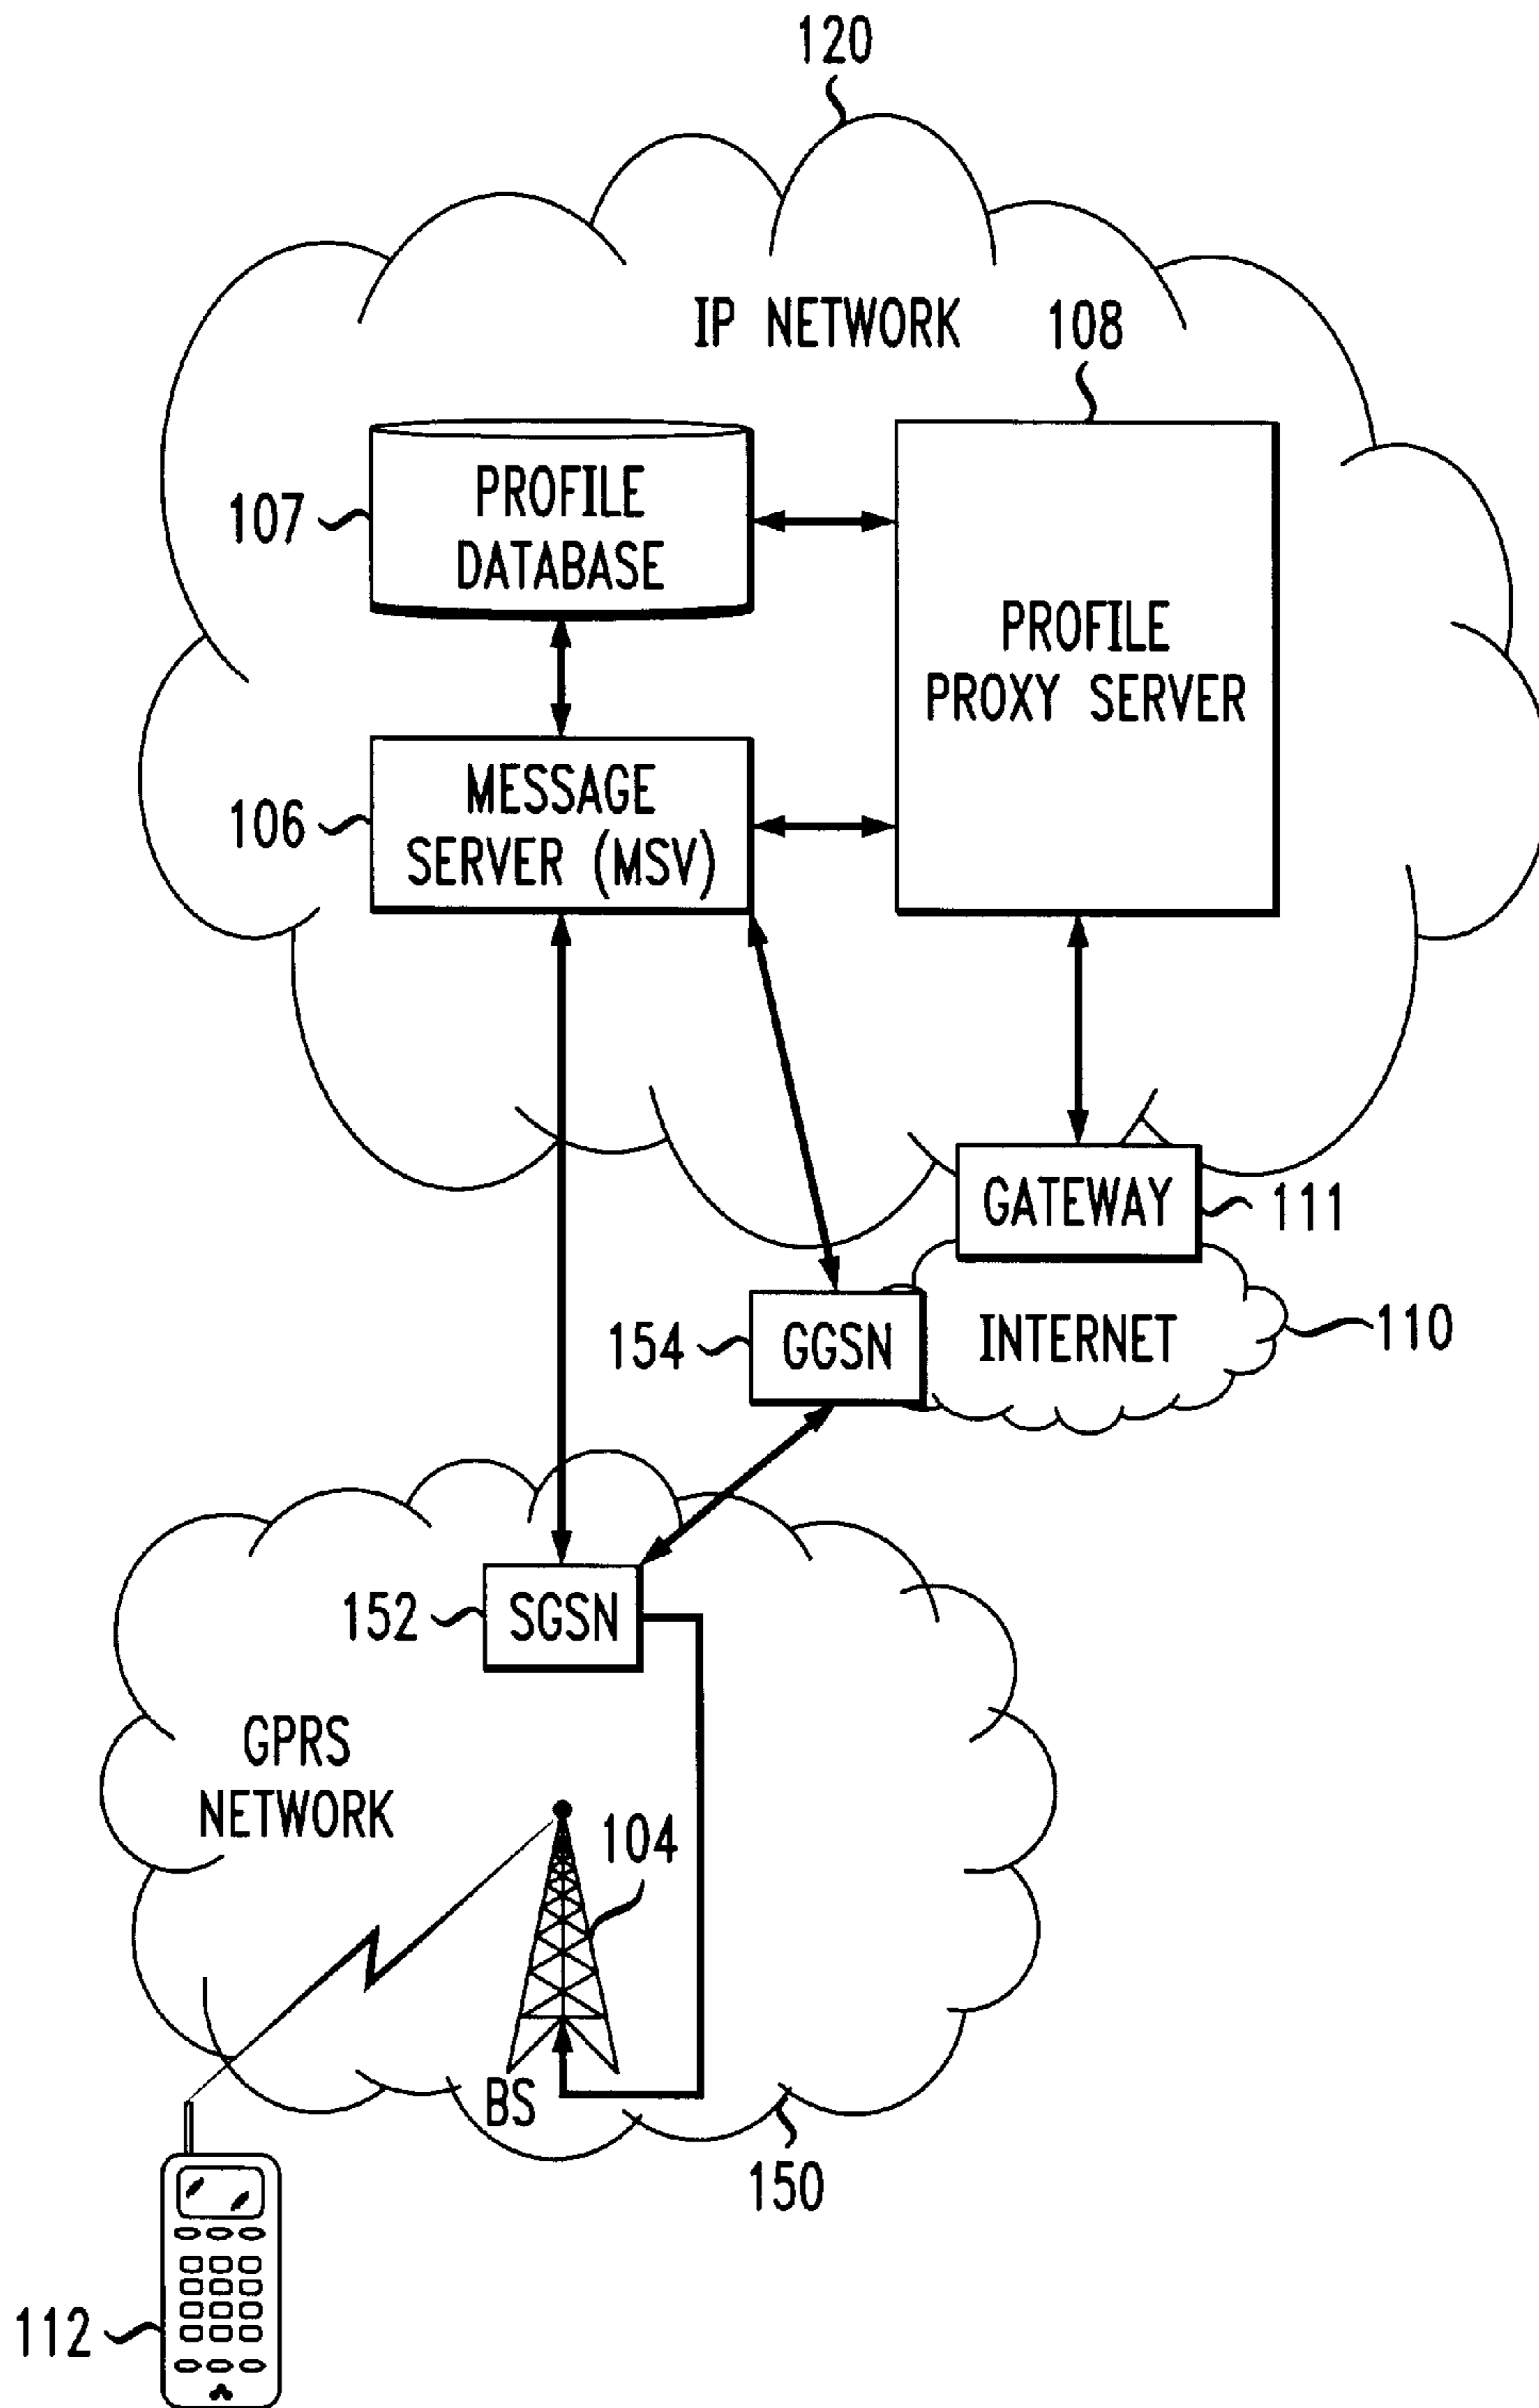 120
IP NETWORK
108
PROFILE
DATABASE
107
PROFILE
PROXY SERVER
MESSAGE
SERVER (MSV)
106
GATEWAY
111
154
GGSN
INTERNET
110
152
SGSN
GPRS
NETWORK
104
BS
150
112